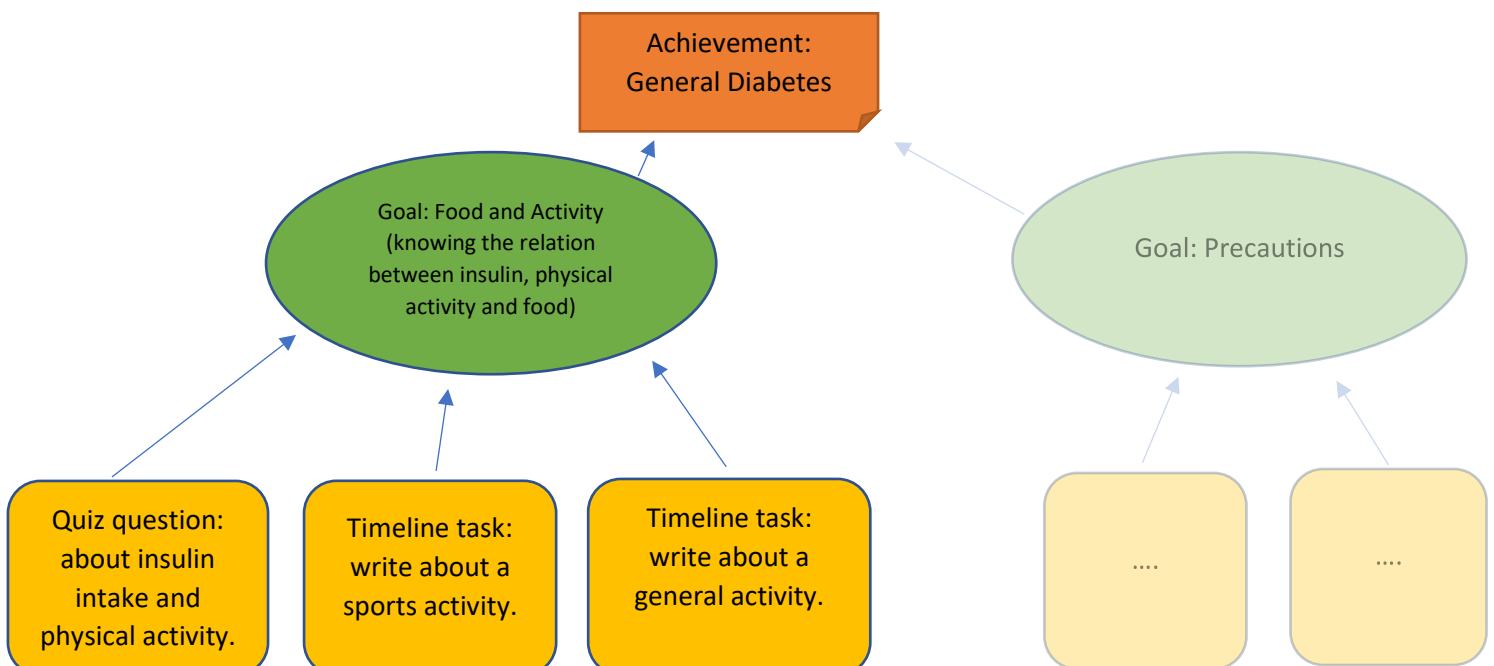 Achievement:
General Diabetes
Goal: Food and Activity
(knowing the relation
between insulin, physical
activity and food)
Goal: Precautions
Quiz question:
about insulin
intake and
physical activity.
Timeline task:
write about a
sports activity.
Timeline task:
write about a
general activity.
....
....